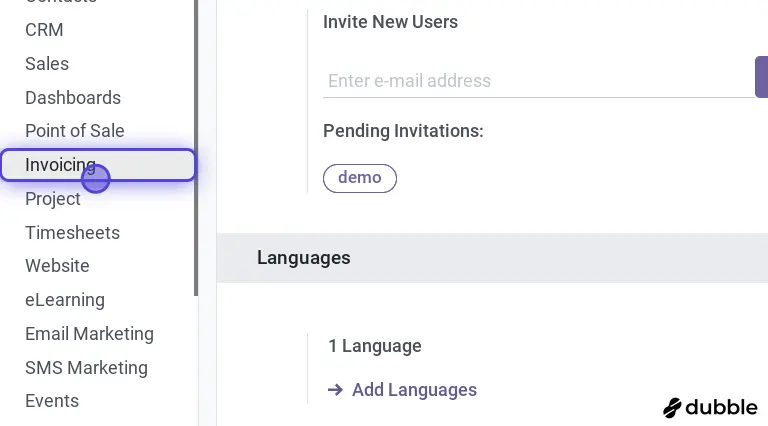 Contacts
CRM
Sales
Dashboards
Point of Sale
Invoicing
Project
Timesheets
Website
eLearning
Email Marketing
SMS Marketing
Events
Invite New Users
Enter e-mail address
Pending Invitations:
demo
Languages
1 Language
→ Add Languages
dubble